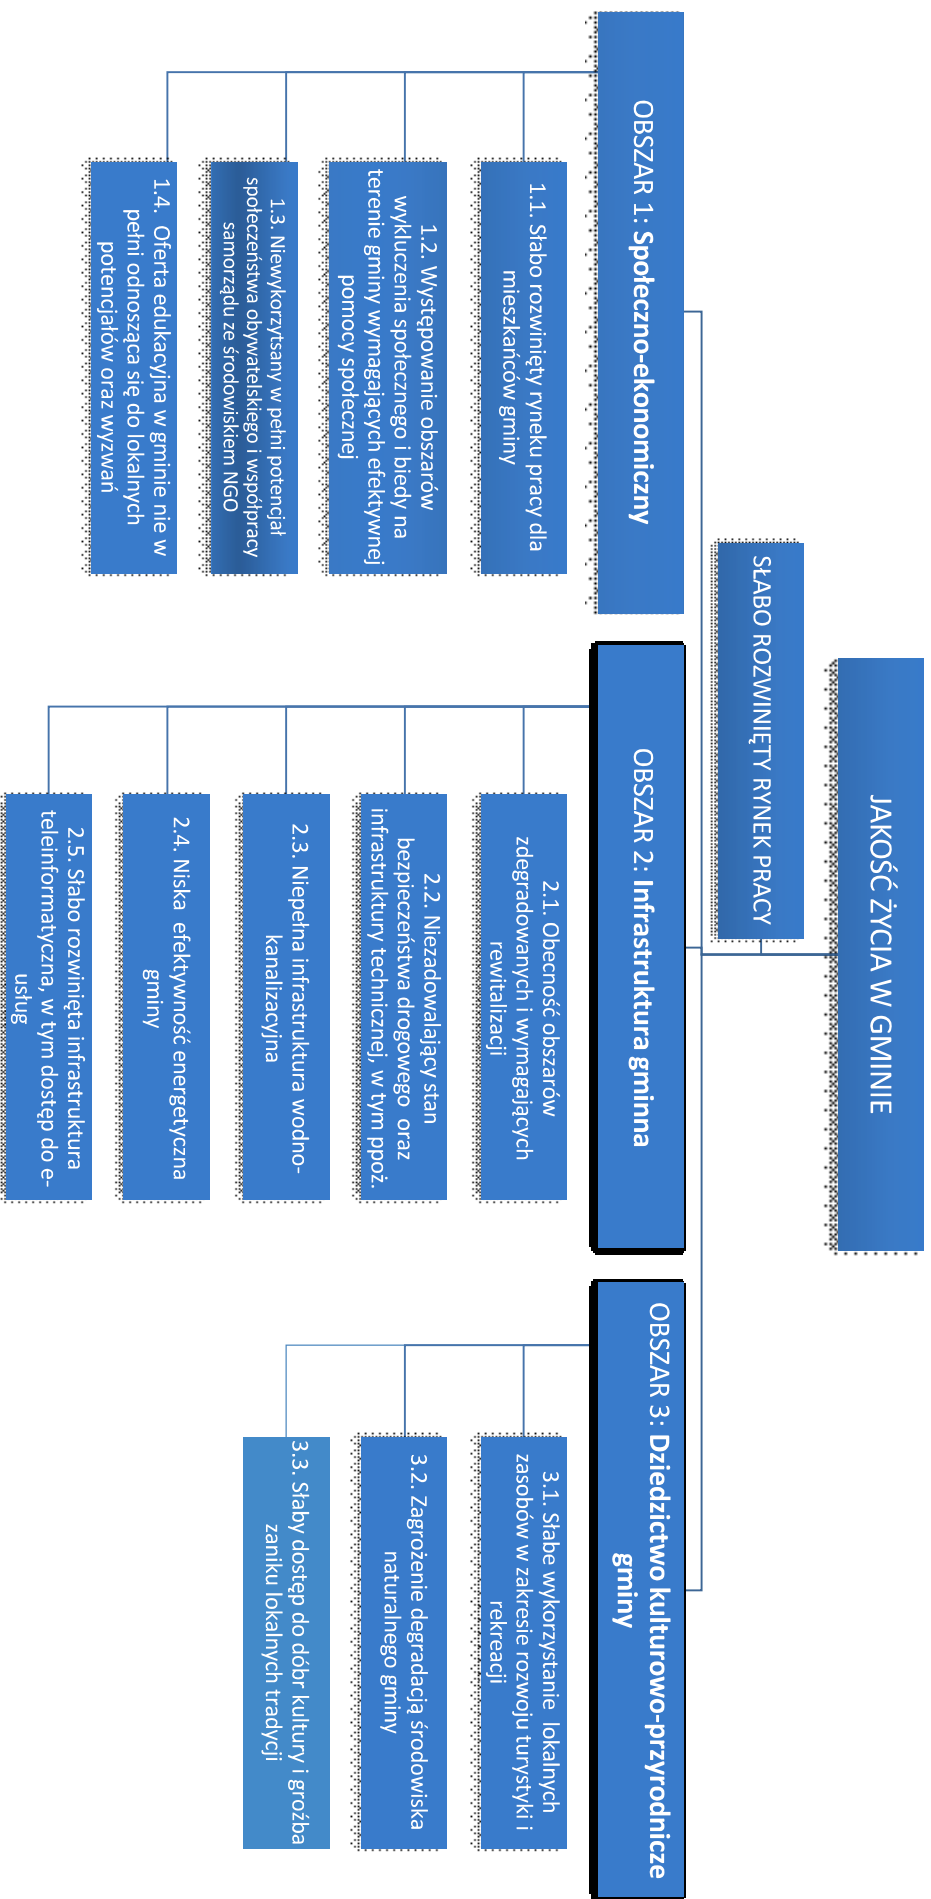 JAKOŚĆ ŻYCIA W GMINIE
SŁABO ROZWINIĘTY RYNEK PRACY
OBSZAR 1: Społeczno-ekonomiczny
1.1. Słabo rozwinięty ryneku pracy dla
mieszkańców gminy
1.2. Występowanie obszarów
wykluczenia społecznego i biedy na
terenie gminy wymagających efektywnej
pomocy społecznej
1.3. Niewykorzytsany w pełni potencjał
społeczeństwa obywatelskiego i współpracy
samorządu ze środowiskiem NGO
1.4. Oferta edukacyjna w gminie nie w
pełni odnosząca się do lokalnych
potencjałów oraz wyzwań
OBSZAR 2: Infrastruktura gminna
2.1. Obecność obszarów
zdegradowanych i wymagających
rewitalizacji
2.2. Niezadowalający stan
bezpieczeństwa drogowego oraz
infrastruktury technicznej, w tym ppoż.
2.3. Niepełna infrastruktura wodno-
kanalizacyjna
2.4. Niska efektywność energetyczna
gminy
2.5. Słabo rozwinięta infrastruktura
teleinformatyczna, w tym dostęp do e-
usług
OBSZAR 3: Dziedzictwo kulturowo-przyrodnicze
gminy
3.1. Słabe wykorzystanie lokalnych
zasobów w zakresie rozwoju turystyki i
rekreacji
3.2. Zagrożenie degradacją środowiska
naturalnego gminy
3.3. Słaby dostęp do dóbr kultury i groźba
zaniku lokalnych tradycji